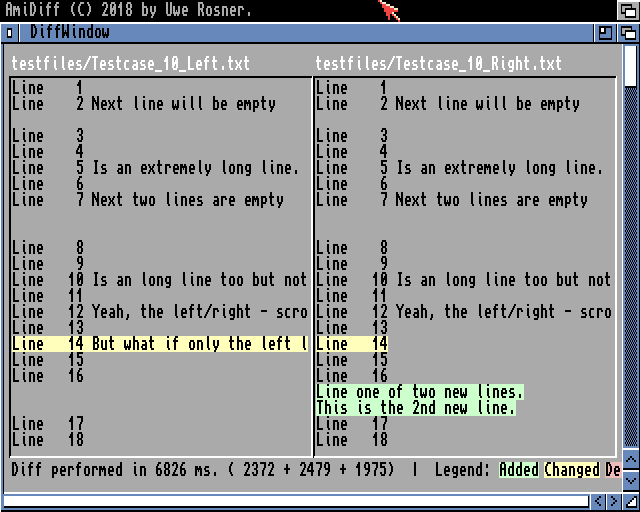 AmiDiff (C) 2018 by Uwe Rosner.
DiffWindow
testfiles/Testcase_10_Left.txt
Line 1
Line 2 Next line will be empty
Line 3
Line 4
Line 5 Is an extremely long line.
Line 6
Line 7 Next two lines are empty
Line 8
Line 9
Line 10 Is an long line too but not
Line 11
Line 12 Yeah, the left/right - scro
Line 13
Line 14 But what if only the left l
Line 15
Line 16
Line 17
Line 18
testfiles/Testcase_10_Right.txt
Line 1
Line 2 Next line will be empty
Line 3
Line 4
Line 5 Is an extremely long line.
Line 6
Line 7 Next two lines are empty
Line 8
Line 9
Line 10 Is an long line too but not
Line 11
Line 12 Yeah, the left/right - scro
Line 13
Line 14
Line 15
Line 16
Line one of two new lines.
This is the 2nd new line.
Line 17
Line 18
Diff performed in 6826 ms. ( 2372 + 2479 + 1975) | Legend: Added Changed De